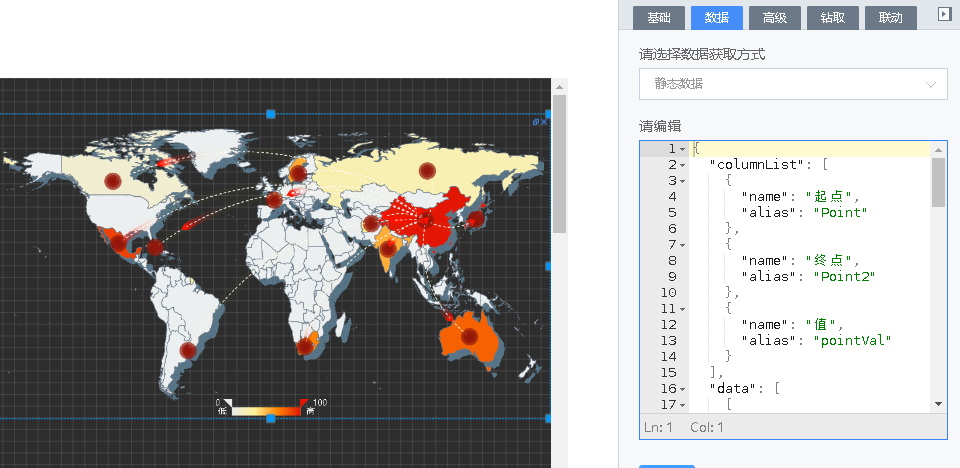 基础 数据 高级 钻取 联动
请选择数据获取方式
静态数据
请编辑
1 {
2 "columnList": [
3 {
4 "name": "起点",
5 "alias": "Point"
6 },
7 {
8 "name": "终点",
9 "alias": "Point2"
10 },
11 {
12 "name": "值",
13 "alias": "pointVal"
14 }
15 ],
16 "data": [
17 [
Ln: 1 Col: 1
0 100
低 高